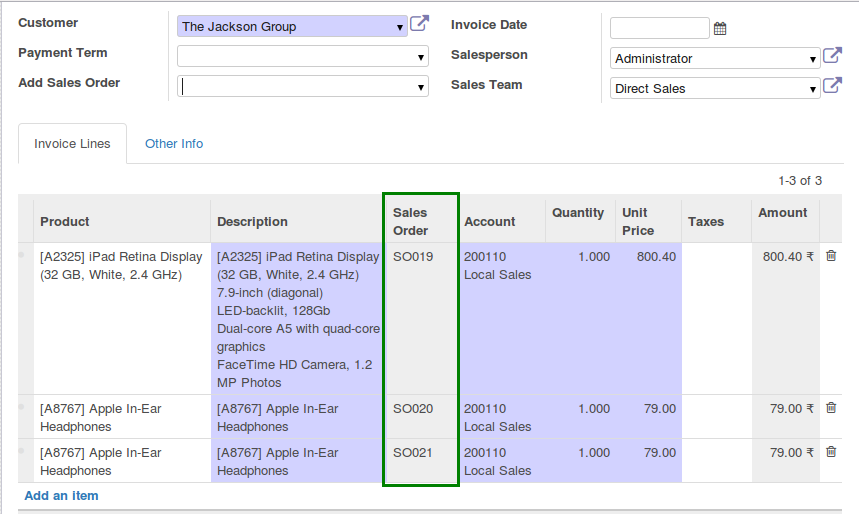 Customer
The Jackson Group
Invoice Date
Payment Term
Salesperson
Administrator
Add Sales Order
Sales Team
Direct Sales
Invoice Lines
Other Info
1-3 of 3
Product
Description
Sales
Order
Account
Quantity
Unit
Price
Taxes
Amount
[A2325] iPad Retina Display
(32 GB, White, 2.4 GHz)
[A2325] iPad Retina Display
(32 GB, White, 2.4 GHz)
7.9-inch (diagonal)
LED-backlit, 128Gb
Dual-core A5 with quad-core
graphics
FaceTime HD Camera, 1.2
MP Photos
SO019
200110
Local Sales
1.000
800.40
800.40 ₹
[A8767] Apple In-Ear
Headphones
[A8767] Apple In-Ear
Headphones
SO020
200110
Local Sales
1.000
79.00
79.00 ₹
[A8767] Apple In-Ear
Headphones
[A8767] Apple In-Ear
Headphones
SO021
200110
Local Sales
1.000
79.00
79.00 ₹
Add an item